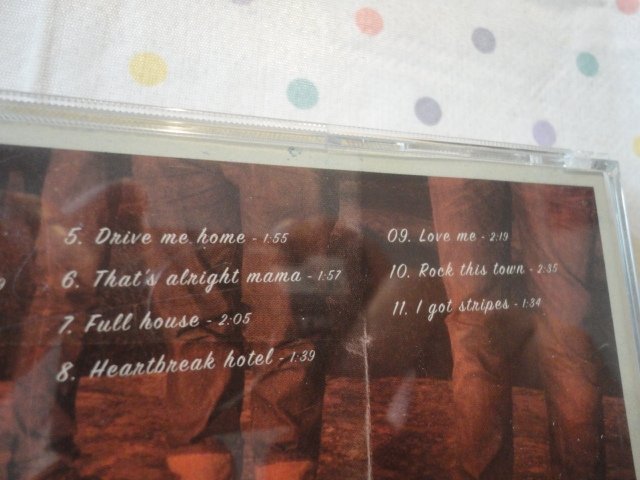 5. Drive me home - 1:55
6. That's alright mama - 1:57
7. Full house - 2:05
8. Heartbreak hotel - 1:39
09. Love me - 2:19
10. Rock this town - 2:35
11. I got stripes - 1:34